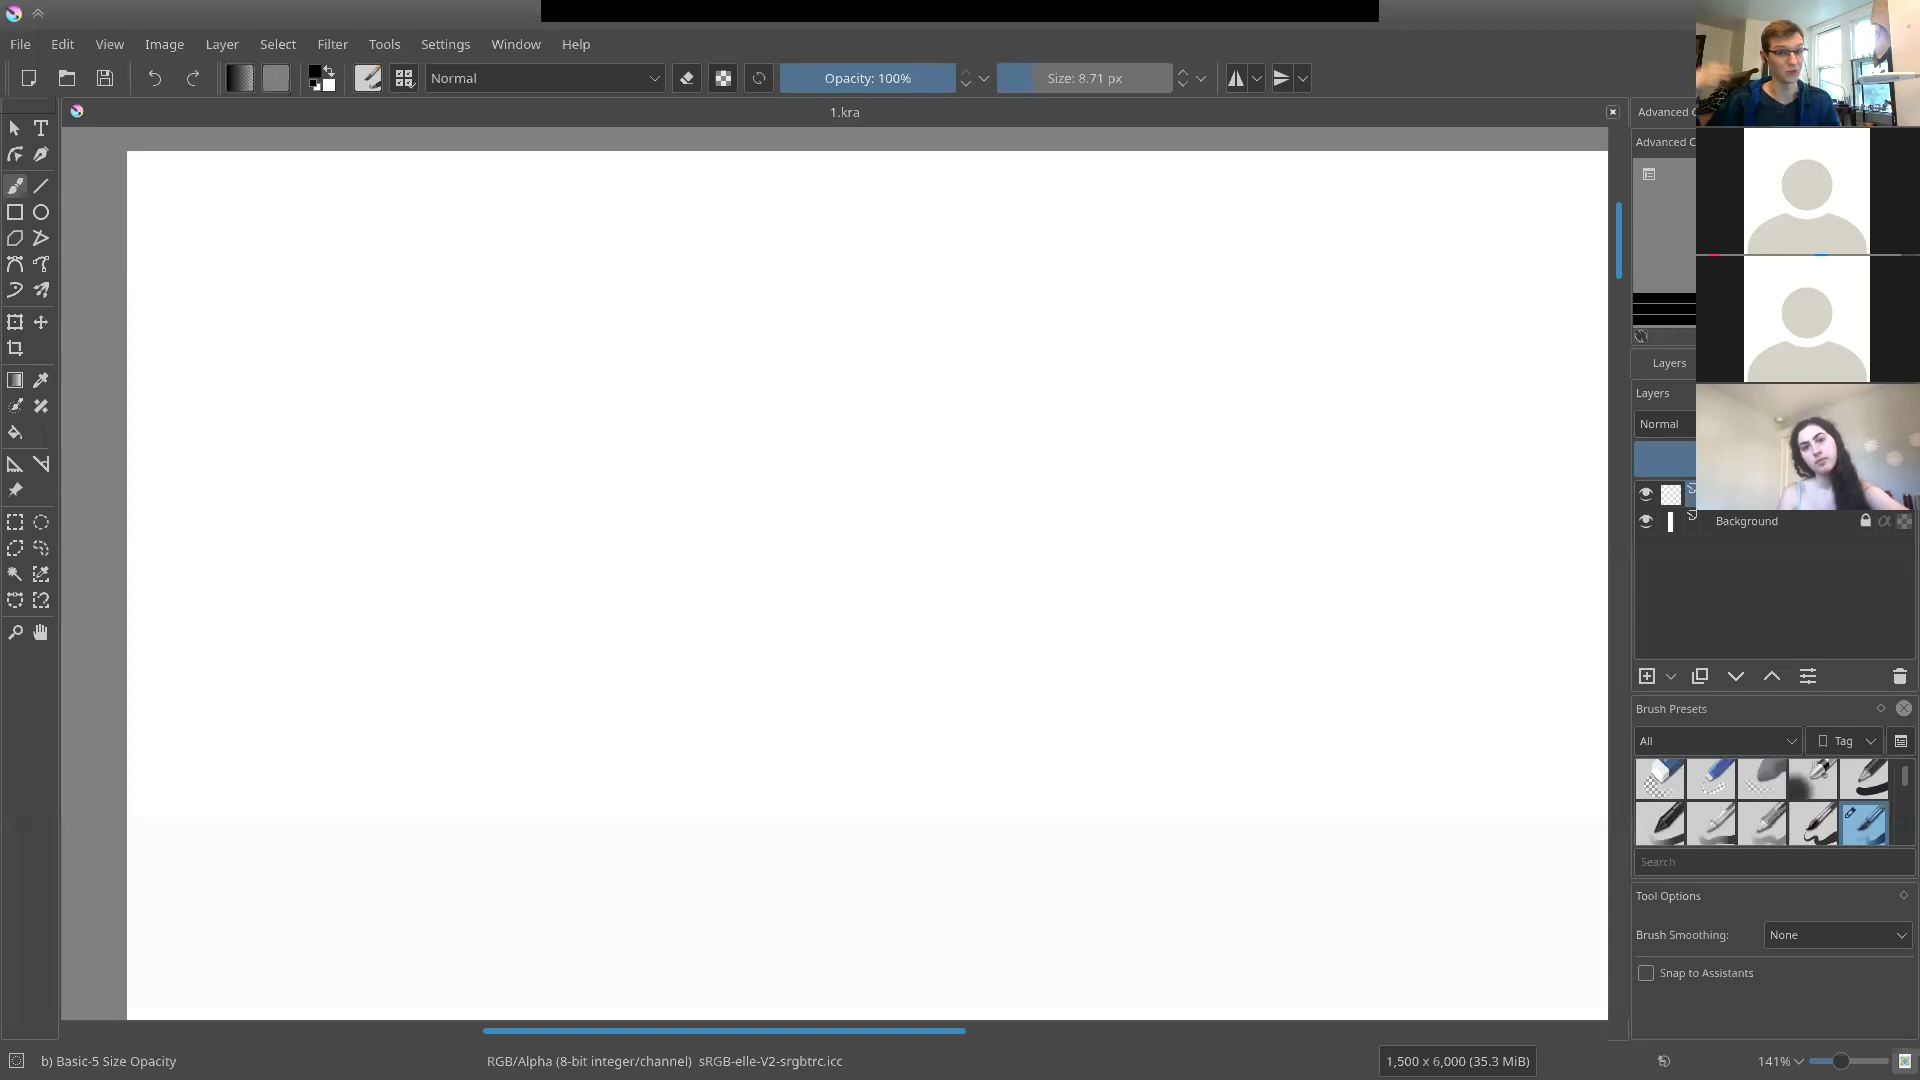 File Edit View Image Layer Select Filter Tools Settings Window Help
Normal Opacity: 100% Size: 8.71 px
1.kra
Advanced
Advanced
Layers
Layers
Normal
Background
Brush Presets
All Tag
Search
Tool Options
Brush Smoothing: None
Snap to Assistants
b) Basic-5 Size Opacity RGB/Alpha (8-bit integer/channel) sRGB-elle-V2-srgbtrc.icc 1,500 x 6,000 (35.3 MiB) 141%